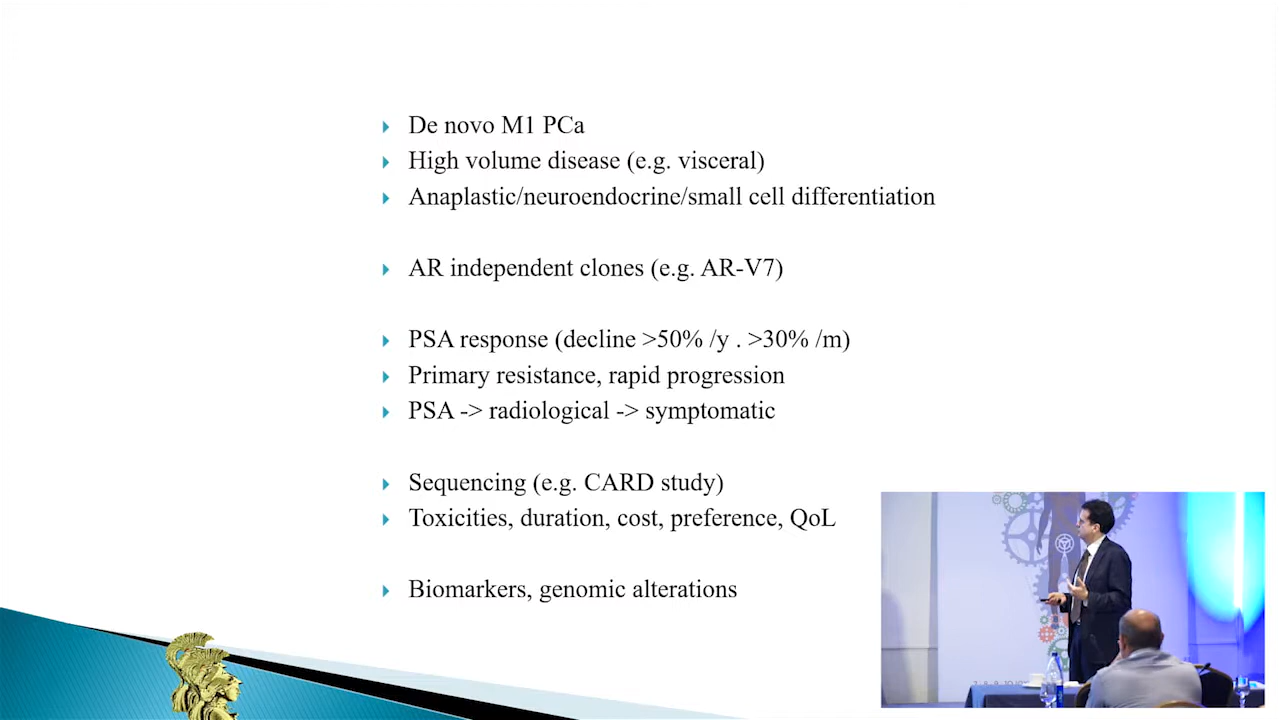 De novo M1 PCa
High volume disease (e.g. visceral)
Anaplastic/neuroendocrine/small cell differentiation
AR independent clones (e.g. AR-V7)
PSA response (decline >50% /y . >30% /m)
Primary resistance, rapid progression
PSA -> radiological -> symptomatic
Sequencing (e.g. CARD study)
Toxicities, duration, cost, preference, QoL
Biomarkers, genomic alterations